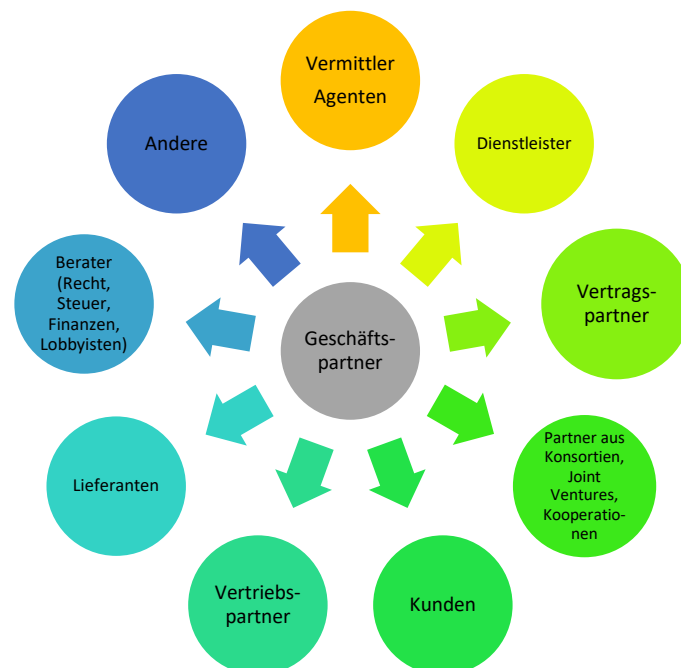 Vermittler
Agenten
Dienstleister
Vertrags-
partner
Partner aus
Konsortien,
Joint
Ventures,
Kooperatio-
nen
Kunden
Vertriebs-
partner
Lieferanten
Berater
(Recht,
Steuer,
Finanzen,
Lobbyisten)
Andere
Geschäfts-
partner